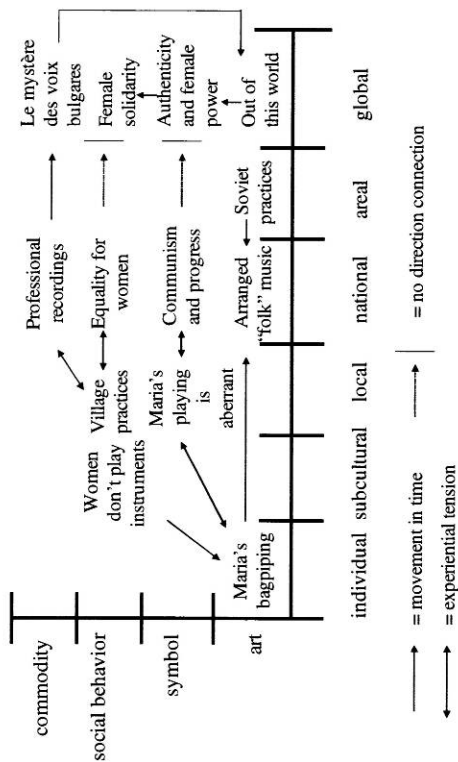 commodity
Professional
recordings
Le mystère
des voix
bulgares
social behavior
Women
don't play
instruments
Village
practices
Equality for
women
Female
solidarity
symbol
Maria's
playing
is
aberrant
Communism
and progress
Authenticity
and female
power
art
Maria's
bagpiping
Arranged
"folk" music
Soviet
practices
Out of
this world
individual
subcultural
local
national
areal
global
= movement in time
= no direction connection
= experiential tension